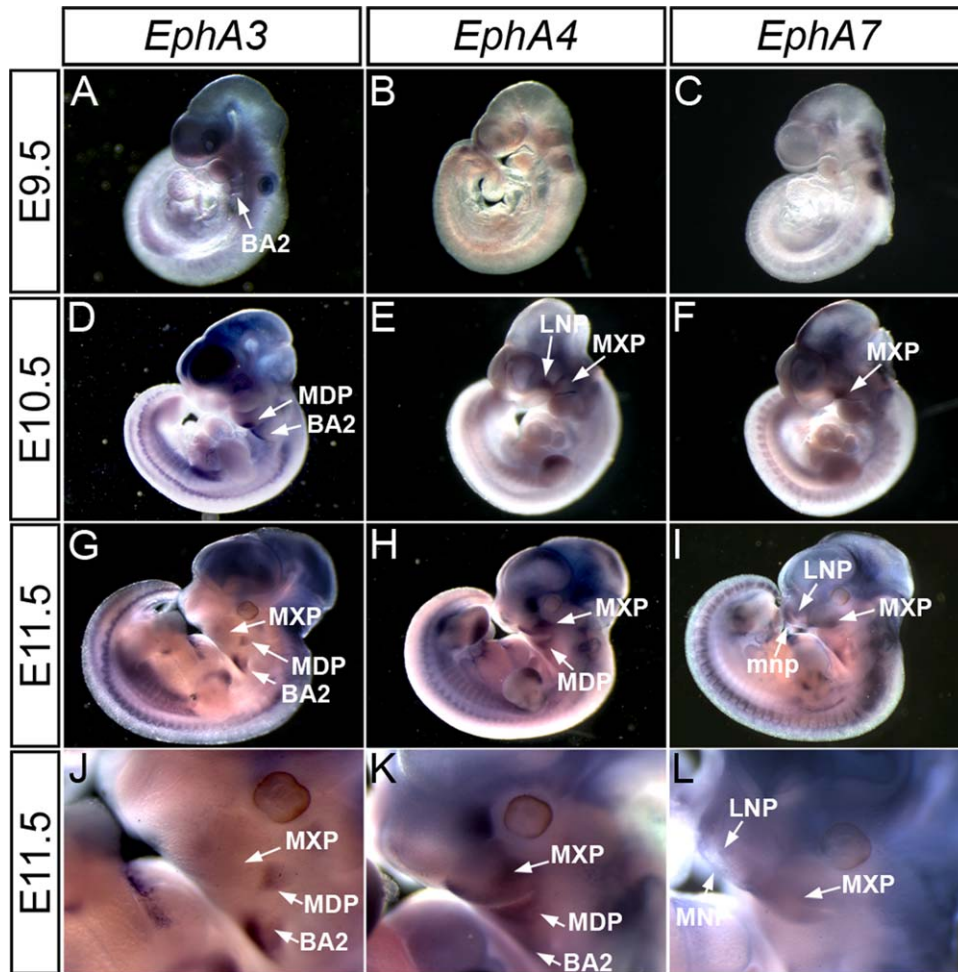 EphA3 EphA4 EphA7
E9.5
A
BA2
B
C
E10.5
D
MDP
BA2
E
LNP
MXP
F
MXP
E11.5
G
MXP
MDP
BA2
H
MXP
MDP
I
LNP
MXP
mnp
E11.5
J
MXP
MDP
BA2
K
MXP
MDP
BA2
L
LNP
MXP
MNP